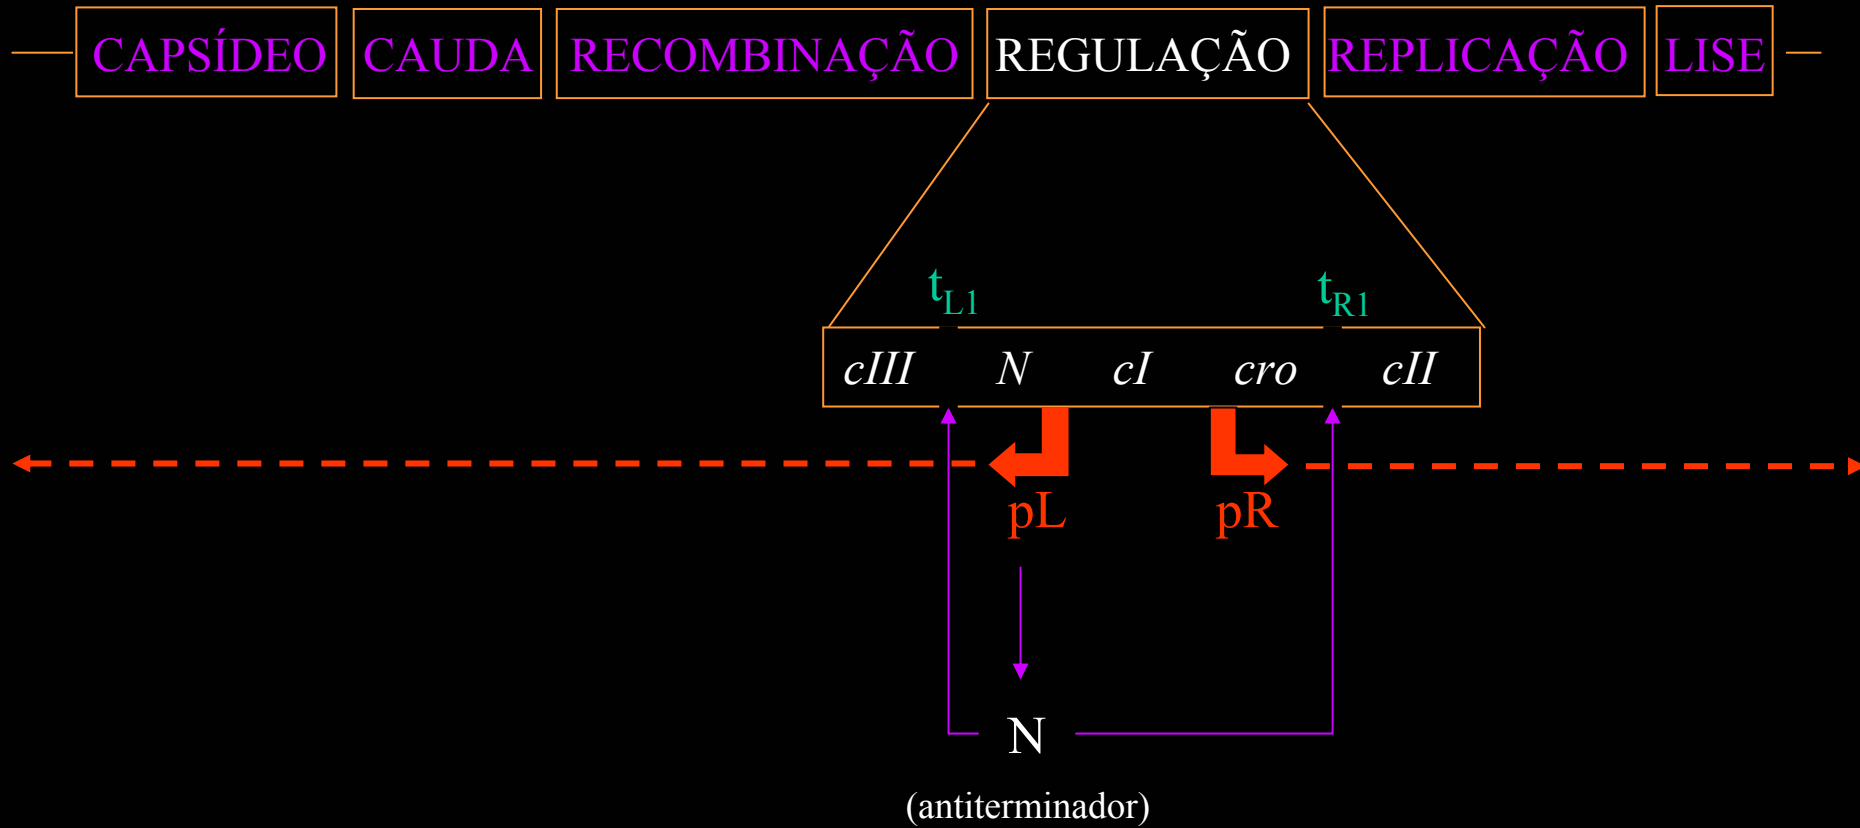 CAPSÍDEO CAUDA RECOMBINAÇÃO REGULAÇÃO REPLICAÇÃO LISE
tL1 tR1
cIII N cI cro cII
pL pR
N
(antiterminador)